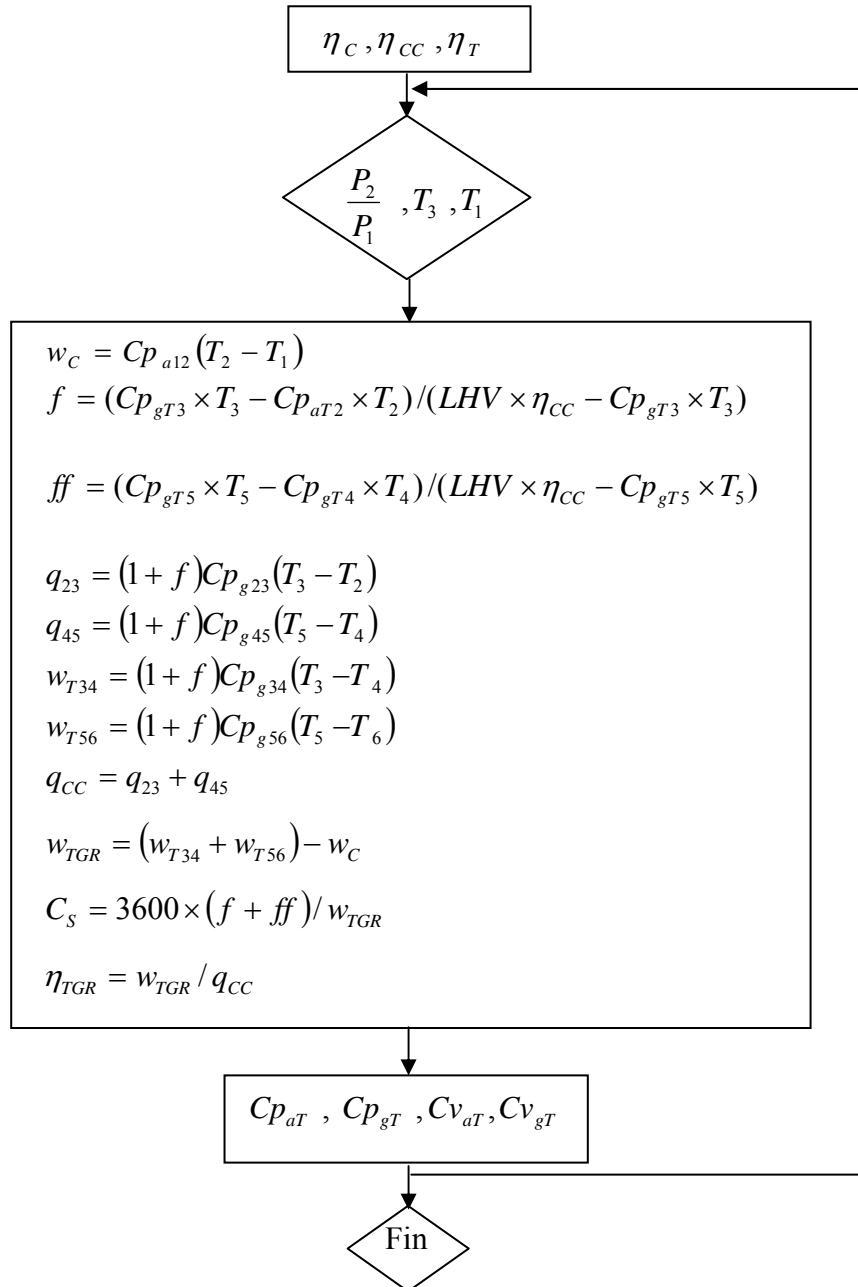 η_C , η_CC , η_T
P_2/P_1 , T_3 , T_1
w_C = Cp_a12 (T_2 − T_1)
f = (Cp_gT3 × T_3 − Cp_aT2 × T_2)/(LHV × η_CC − Cp_gT3 × T_3)
ff = (Cp_gT5 × T_5 − Cp_gT4 × T_4)/(LHV × η_CC − Cp_gT5 × T_5)
q_23 = (1 + f)Cp_g23 (T_3 − T_2)
q_45 = (1 + f)Cp_g45 (T_5 − T_4)
w_T34 = (1 + f)Cp_g34 (T_3 − T_4)
w_T56 = (1 + f)Cp_g56 (T_5 − T_6)
q_CC = q_23 + q_45
w_TGR = (w_T34 + w_T56) − w_C
C_S = 3600 × (f + ff)/ w_TGR
η_TGR = w_TGR / q_CC
Cp_aT , Cp_gT , Cv_aT , Cv_gT
Fin